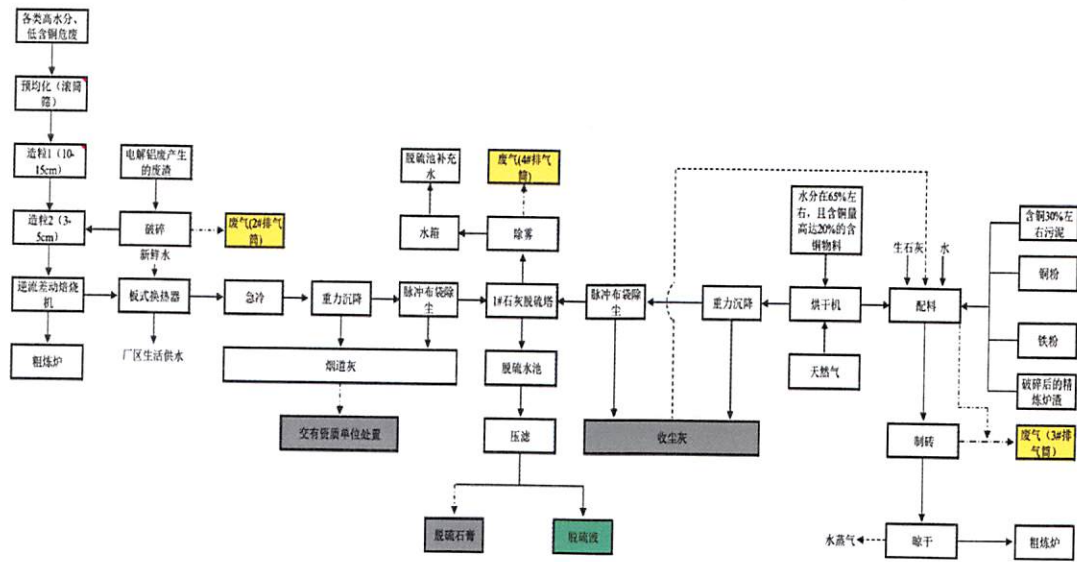 各类高水分、
低含铜危废
预均化（滚筒
筛）
造粒1（10-
15cm）
造粒2（3-
5cm）
逆流差动焙烧
机
粗炼炉
电解铝废产生
的废渣
破碎
废气(2#排气
筒)
新鲜水
板式换热器
厂区生活供水
急冷
重力沉降
脉冲布袋除
尘
烟道灰
交有资质单位处置
脱硫池补充
水
水箱
废气(4#排气
筒)
除雾
1#石灰脱硫塔
脱硫水池
压滤
脱硫石膏
脱硫液
脉冲布袋除
尘
重力沉降
收尘灰
水分在65%左
右，且含铜量
高达20%的含
铜物料
烘干机
天然气
生石灰
水
配料
含铜30%左
右污泥
铜粉
铁粉
破碎后的精
炼炉渣
制砖
废气（3#排
气筒）
水蒸气
晾干
粗炼炉